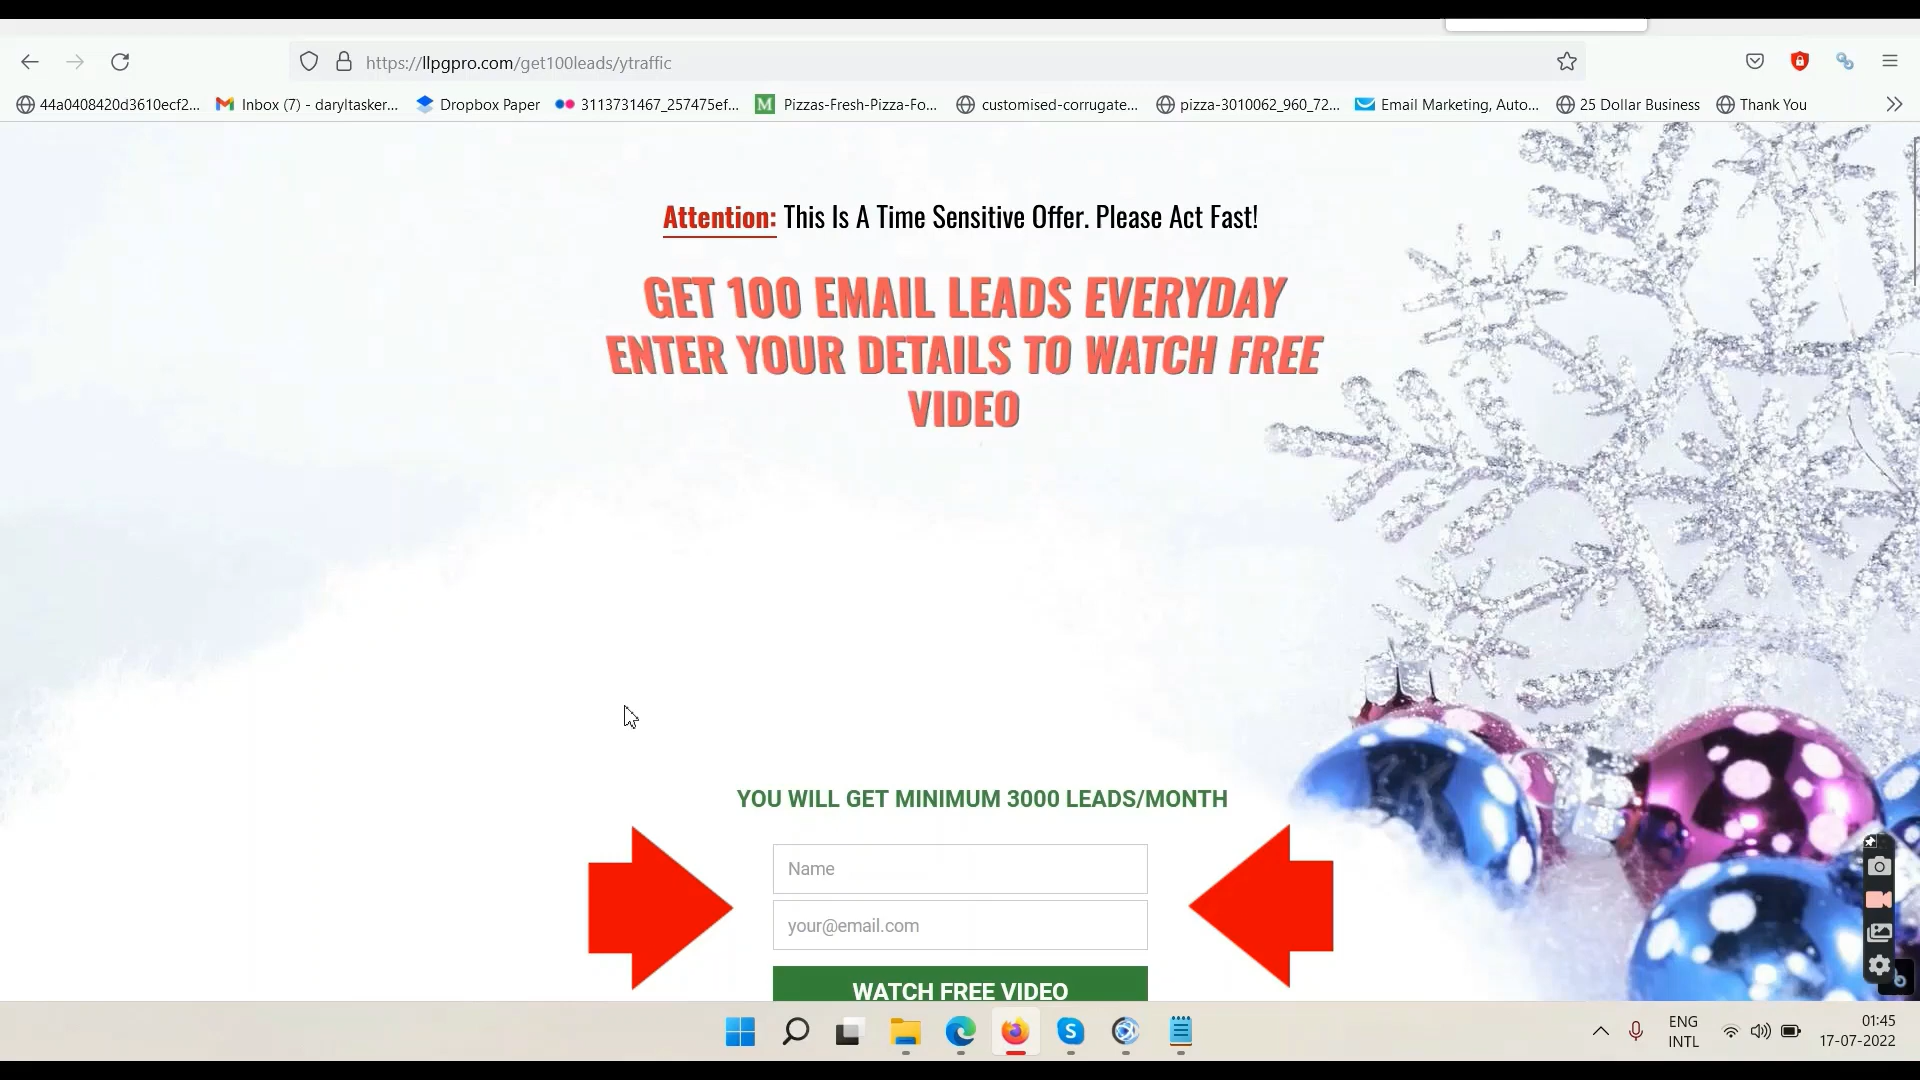 https://llpgpro.com/get100leads/ytraffic
44a0408420d3610ecf2... Inbox (7) - daryltasker... Dropbox Paper 3113731467_257475ef... M Pizzas-Fresh-Pizza-Fo... customised-corrugate... pizza-3010062_960_72... Email Marketing, Auto... 25 Dollar Business Thank You
Attention: This Is A Time Sensitive Offer. Please Act Fast!
GET 100 EMAIL LEADS EVERYDAY
ENTER YOUR DETAILS TO WATCH FREE
VIDEO
YOU WILL GET MINIMUM 3000 LEADS/MONTH
Name
your@email.com
WATCH FREE VIDEO
S
ENG
INTL
01:45
17-07-2022